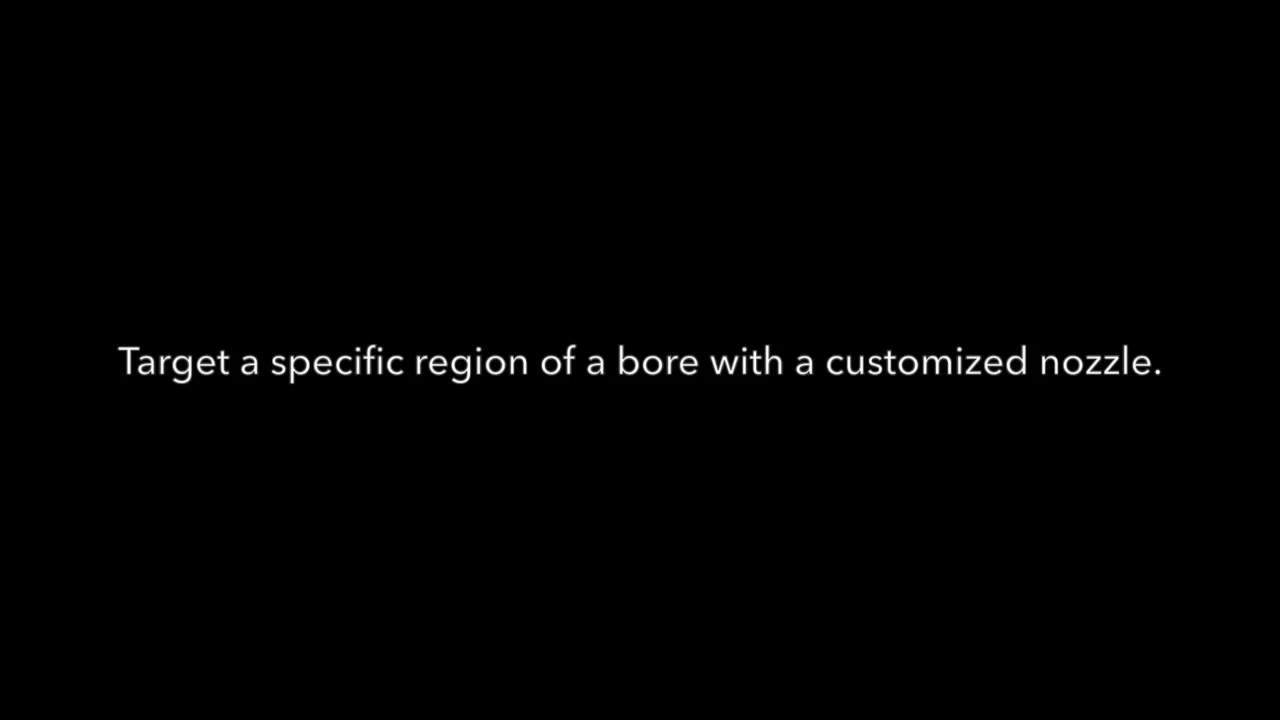 Target a specific region of a bore with a customized nozzle.